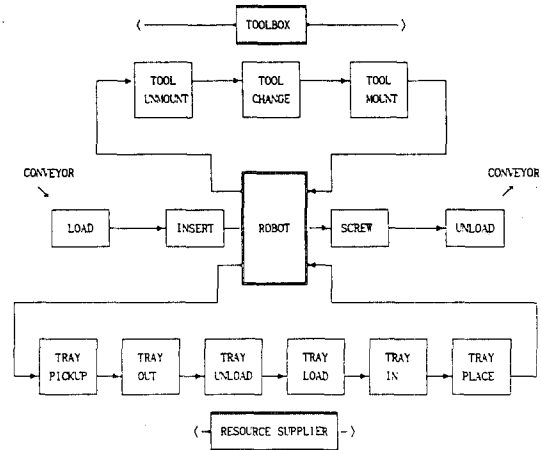 TOOLBOX
TOOL
UNMOUNT
TOOL
CHANGE
TOOL
MOUNT
CONVEYOR
CONVEYOR
LOAD
INSERT
ROBOT
SCREW
UNLOAD
TRAY
PICKUP
TRAY
OUT
TRAY
UNLOAD
TRAY
LOAD
TRAY
IN
TRAY
PLACE
RESOURCE SUPPLIER